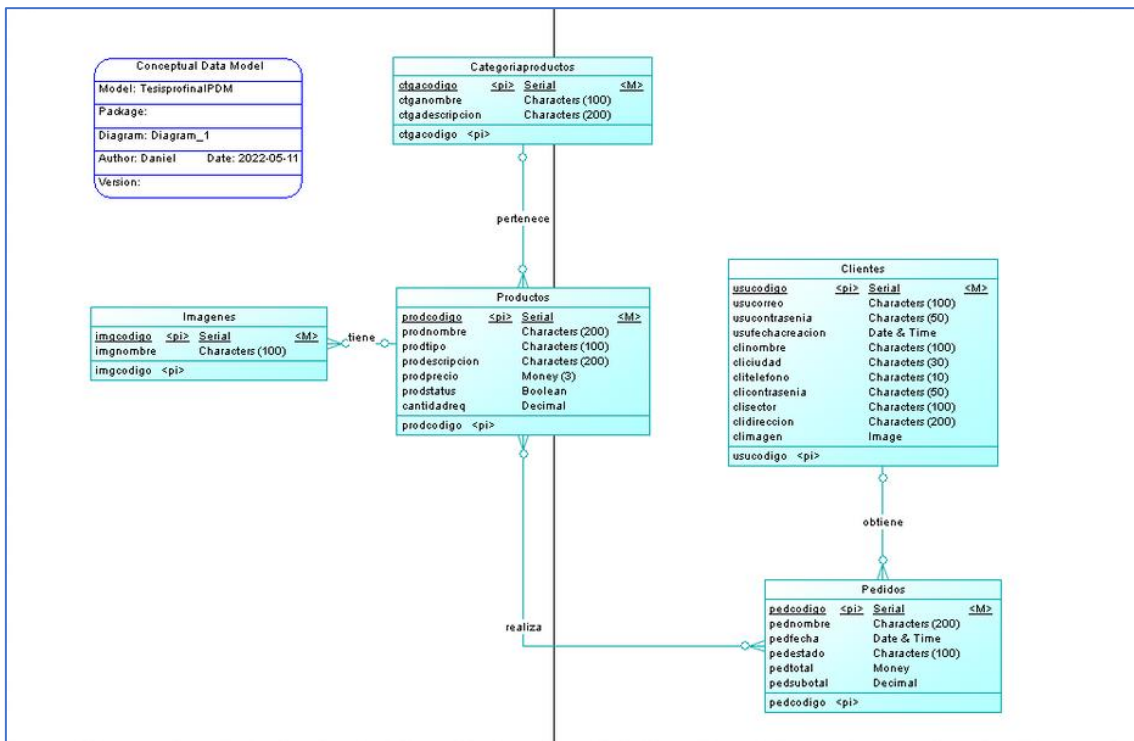 Conceptual Data Model
Model: TesisprofinalPDM
Package:
Diagram: Diagram_1
Author: Daniel Date: 2022-05-11
Version:
Categoriaproductos
ctgacodigo <pi> Serial <M>
ctganombre Characters (100)
ctgadescripcion Characters (200)
ctgacodigo <pi>
pertenece
Imagenes
imgcodigo <pi> Serial <M>
imgnombre Characters (100)
imgcodigo <pi>
tiene
Productos
prodcodigo <pi> Serial <M>
prodnombre Characters (200)
prodtipo Characters (100)
prodescripcion Characters (200)
prodprecio Money (3)
prodstatus Boolean
cantidadreq Decimal
prodcodigo <pi>
Clientes
usucodigo <pi> Serial <M>
usucorreo Characters (100)
usucontrasenia Characters (50)
usufechacreacion Date & Time
clinombre Characters (100)
cliciudad Characters (30)
clitelefono Characters (10)
clicontrasenia Characters (50)
clisector Characters (100)
clidireccion Characters (200)
climagen Image
usucodigo <pi>
obtiene
realiza
Pedidos
pedcodigo <pi> Serial <M>
pednombre Characters (200)
pedfecha Date & Time
pedestado Characters (100)
pedtotal Money
pedsubotal Decimal
pedcodigo <pi>